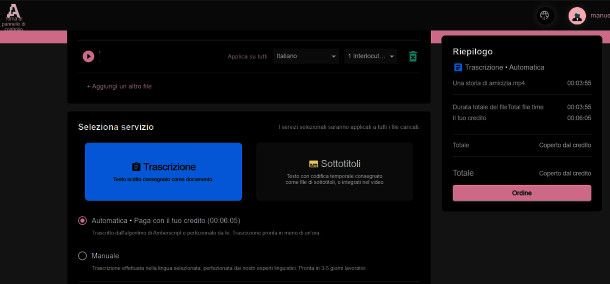 Torna al
pannello di
controllo
manue
Applica su tutti
Italiano
1 Interlocut...
+ Aggiungi un altro file
Seleziona servizio
I servizi selezionati saranno applicati a tutti i file caricati
Trascrizione
Testo scritto consegnato come documento
Sottotitoli
Testo con codifica temporale consegnato
come file di sottotitoli, o integrati nel video
Automatica • Paga con il tuo credito (00:06:05)
Trascritto dall'algoritmo di Amberscript e perfezionato da te. Trascrizione pronta in meno di un'ora
Manuale
Trascrizione effettuata nella lingua selezionata, perfezionata dai nostri esperti linguistici. Pronta in 3-5 giorni lavorativi
Riepilogo
Trascrizione • Automatica
Una storia di amicizia.mp4 00:03:55
Durata totale dei fileTotal file time 00:03:55
Il tuo credito 00:06:05
Totale Coperto dal credito
Totale Coperto dal credito
Ordine